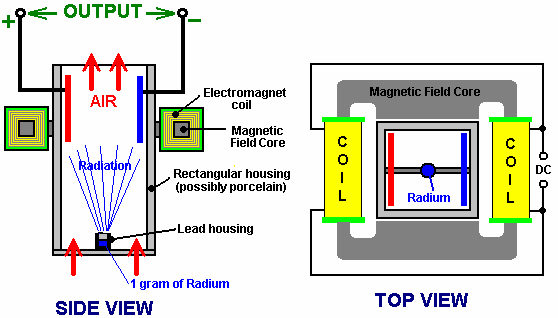 OUTPUT
+
−
AIR
Electromagnet
coil
Magnetic
Field Core
Radiation
Rectangular housing
(possibly porcelain)
Lead housing
1 gram of Radium
SIDE VIEW
Magnetic Field Core
COIL
COIL
DC
Radium
TOP VIEW